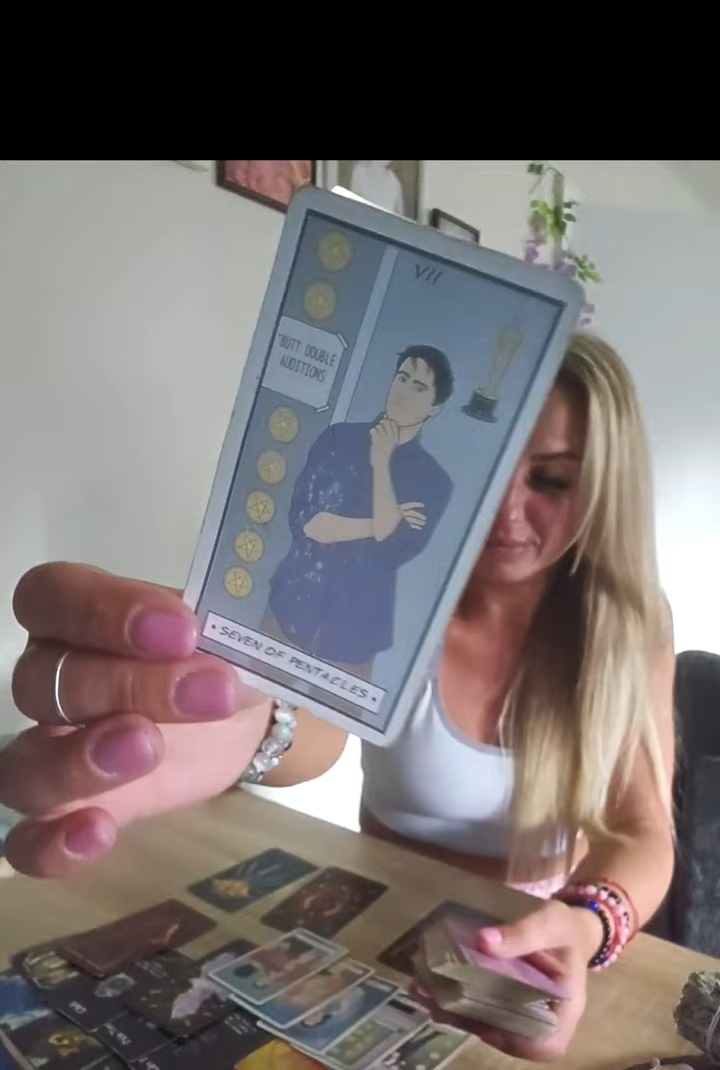 VII
"BUTT DOUBLE
AUDITIONS
• SEVEN OF PENTACLES •